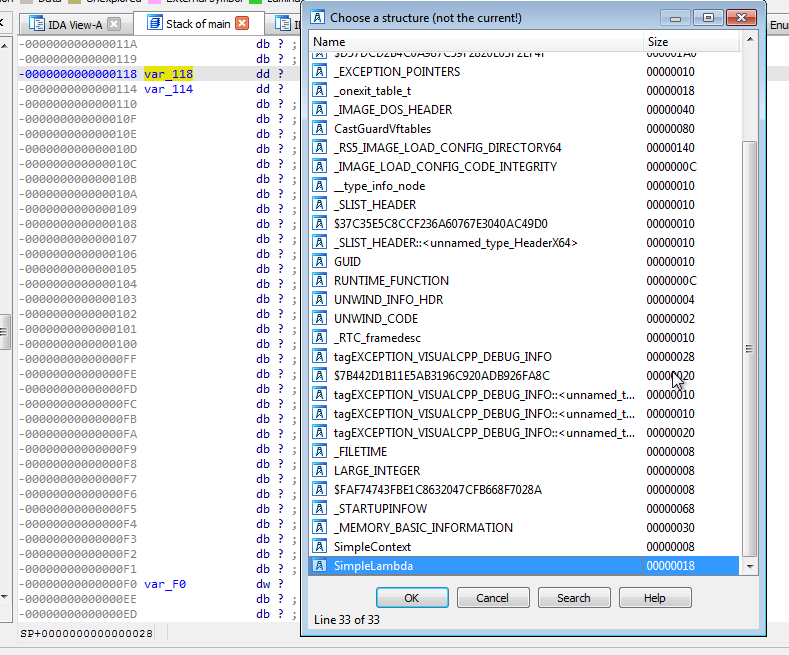 Data
Unexplored
External symbol
IDA View-A
Stack of main
Enu
-000000000000011A db ? ;
-0000000000000119 db ? ;
-0000000000000118 var_118 dd ?
-0000000000000114 var_114 dd ?
-0000000000000110 db ? ;
-000000000000010F db ? ;
-000000000000010E db ? ;
-000000000000010D db ? ;
-000000000000010C db ? ;
-000000000000010B db ? ;
-000000000000010A db ? ;
-0000000000000109 db ? ;
-0000000000000108 db ? ;
-0000000000000107 db ? ;
-0000000000000106 db ? ;
-0000000000000105 db ? ;
-0000000000000104 db ? ;
-0000000000000103 db ? ;
-0000000000000102 db ? ;
-0000000000000101 db ? ;
-0000000000000100 db ? ;
-00000000000000FF db ? ;
-00000000000000FE db ? ;
-00000000000000FD db ? ;
-00000000000000FC db ? ;
-00000000000000FB db ? ;
-00000000000000FA db ? ;
-00000000000000F9 db ? ;
-00000000000000F8 db ? ;
-00000000000000F7 db ? ;
-00000000000000F6 db ? ;
-00000000000000F5 db ? ;
-00000000000000F4 db ? ;
-00000000000000F3 db ? ;
-00000000000000F2 db ? ;
-00000000000000F1 db ? ;
-00000000000000F0 var_F0 dw ?
-00000000000000EE db ? ;
-00000000000000ED db ? ;
SP+0000000000000028
Choose a structure (not the current!)
Name Size
_EXCEPTION_POINTERS 00000010
_onexit_table_t 00000018
_IMAGE_DOS_HEADER 00000040
CastGuardVftables 00000080
_RS5_IMAGE_LOAD_CONFIG_DIRECTORY64 00000140
_IMAGE_LOAD_CONFIG_CODE_INTEGRITY 0000000C
__type_info_node 00000010
_SLIST_HEADER 00000010
$37C35E5C8CCF236A60767E3040AC49D0 00000010
_SLIST_HEADER::<unnamed_type_HeaderX64> 00000010
GUID 00000010
RUNTIME_FUNCTION 0000000C
UNWIND_INFO_HDR 00000004
UNWIND_CODE 00000002
_RTC_framedesc 00000010
tagEXCEPTION_VISUALCPP_DEBUG_INFO 00000028
$7B442D1B11E5AB3196C920ADB926FA8C 00000020
tagEXCEPTION_VISUALCPP_DEBUG_INFO::<unnamed_t... 00000010
tagEXCEPTION_VISUALCPP_DEBUG_INFO::<unnamed_t... 00000010
tagEXCEPTION_VISUALCPP_DEBUG_INFO::<unnamed_t... 00000020
_FILETIME 00000008
LARGE_INTEGER 00000008
$FAF74743FBE1C8632047CFB668F7028A 00000008
_STARTUPINFOW 00000068
_MEMORY_BASIC_INFORMATION 00000030
SimpleContext 00000008
SimpleLambda 00000018
OK Cancel Search Help
Line 33 of 33